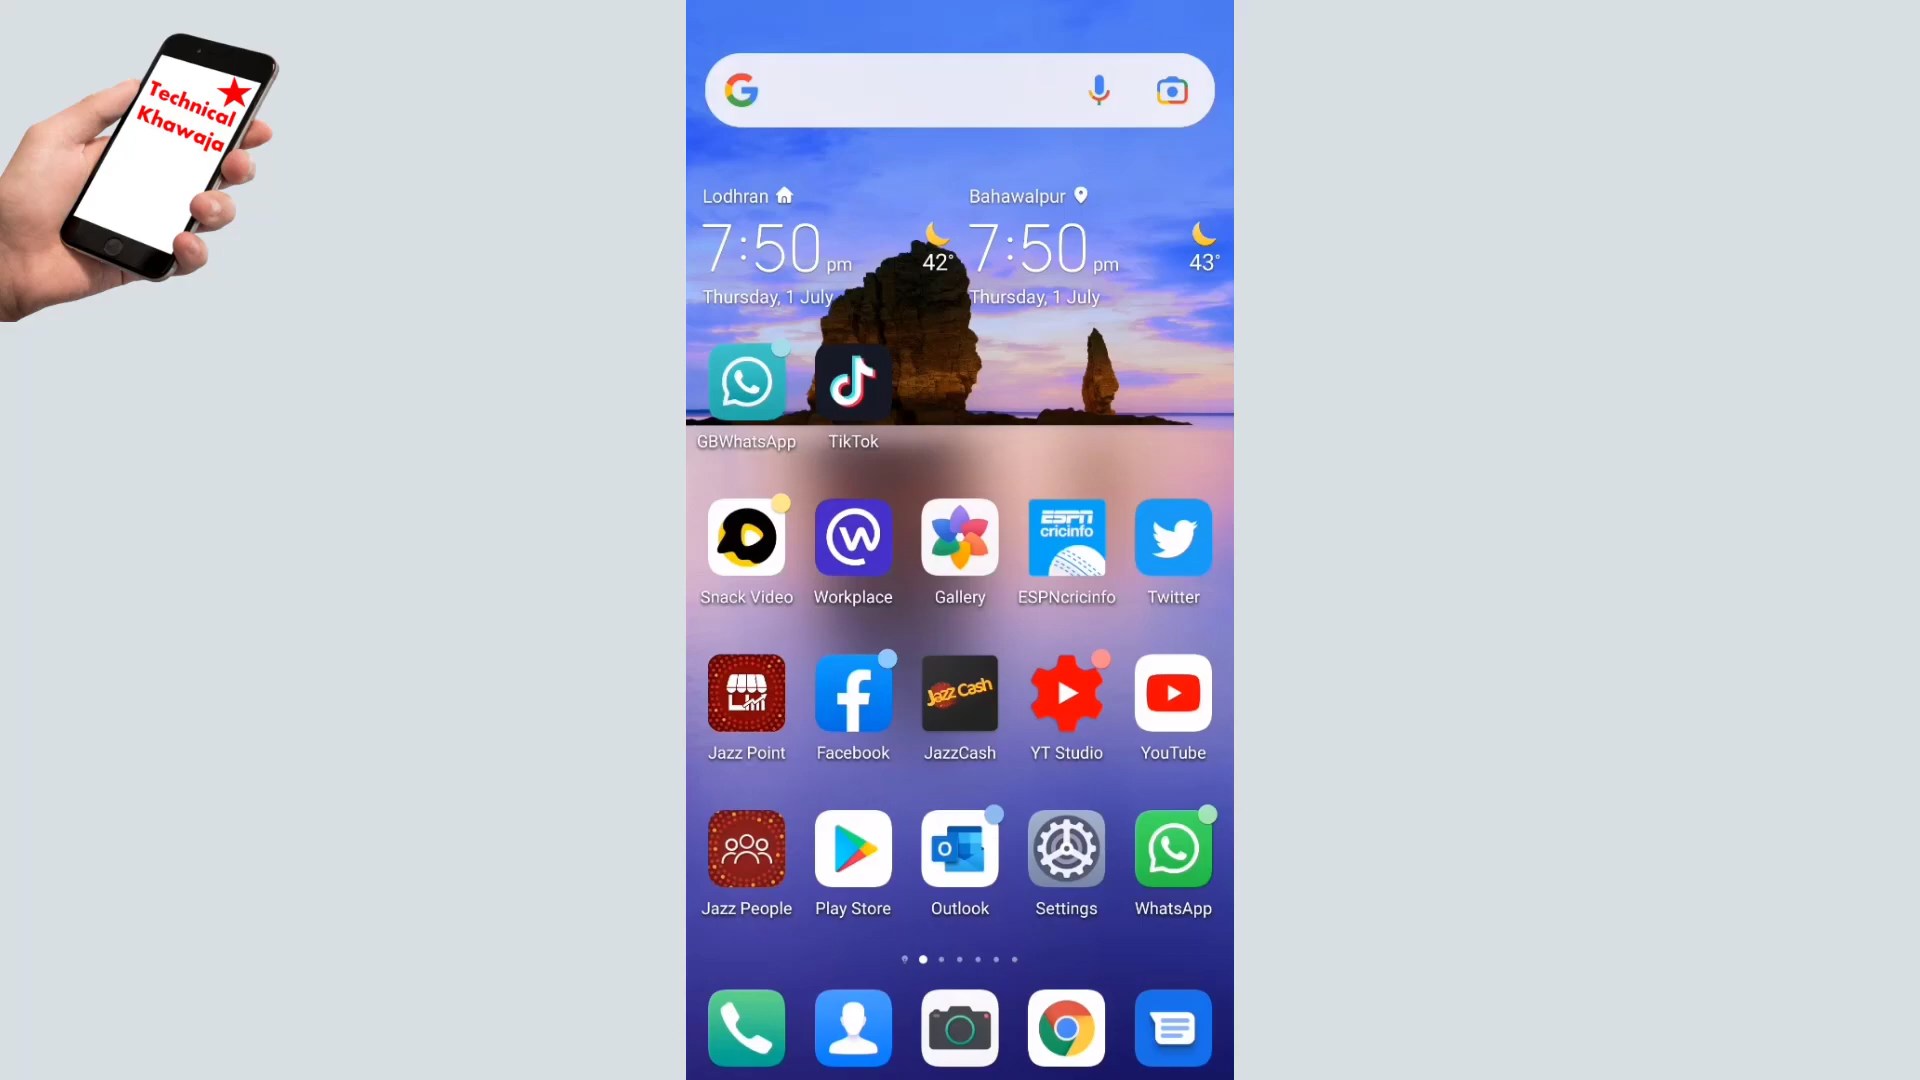 Technical
Khawaja
Lodhran
Bahawalpur
7:50 pm
42°
7:50 pm
43°
Thursday, 1 July
Thursday, 1 July
GBWhatsApp
TikTok
ESPN
cricinfo
Snack Video
Workplace
Gallery
ESPNcricinfo
Twitter
Jazz Cash
Jazz Point
Facebook
JazzCash
YT Studio
YouTube
Jazz People
Play Store
Outlook
Settings
WhatsApp